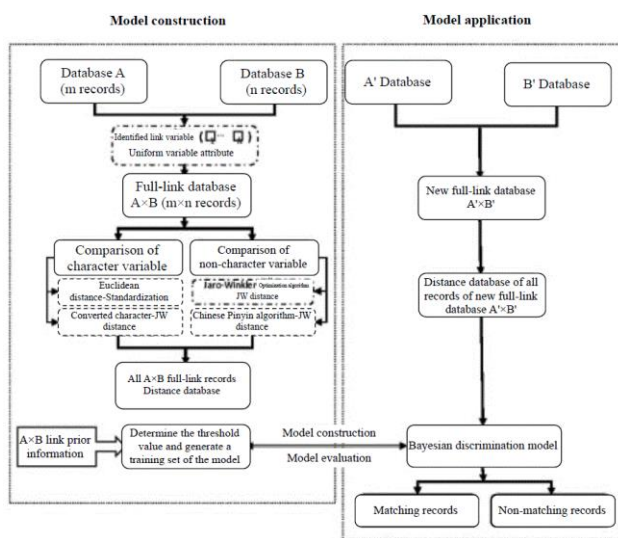 Model construction
Model application
Database A
(m records)
Database B
(n records)
Identified link variable ( ... )
Uniform variable attribute
Full-link database
A×B (m×n records)
Comparison of
character variable
Comparison of
non-character variable
Euclidean
distance-Standardization
Jaro-Winkler Optimization algorithm
JW distance
Converted character-JW
distance
Chinese Pinyin algorithm-JW
distance
All A×B full-link records
Distance database
A×B link prior
information
Determine the threshold
value and generate a
training set of the model
Model construction
Model evaluation
A' Database
B' Database
New full-link database
A'×B'
Distance database of all
records of new full-link
database A'×B'
Bayesian discrimination model
Matching records
Non-matching records